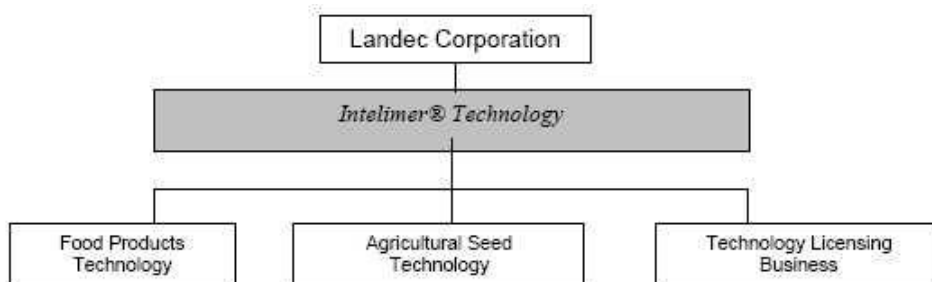 Landec Corporation
Intelimer® Technology
Food Products
Technology
Agricultural Seed
Technology
Technology Licensing
Business